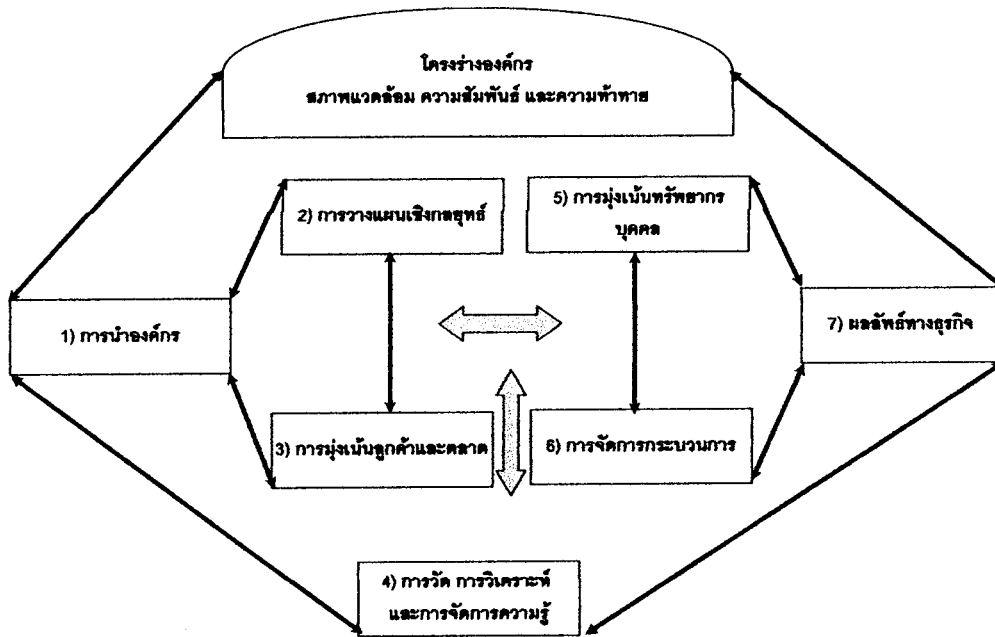 โครงร่างองค์กร
สภาพแวดล้อม ความสัมพันธ์ และความท้าทาย
2) การวางแผนเชิงกลยุทธ์
5) การมุ่งเน้นทรัพยากร
บุคคล
1) การนำองค์กร
7) ผลลัพธ์ทางธุรกิจ
3) การมุ่งเน้นลูกค้าและตลาด
6) การจัดการกระบวนการ
4) การวัด การวิเคราะห์
และการจัดการความรู้